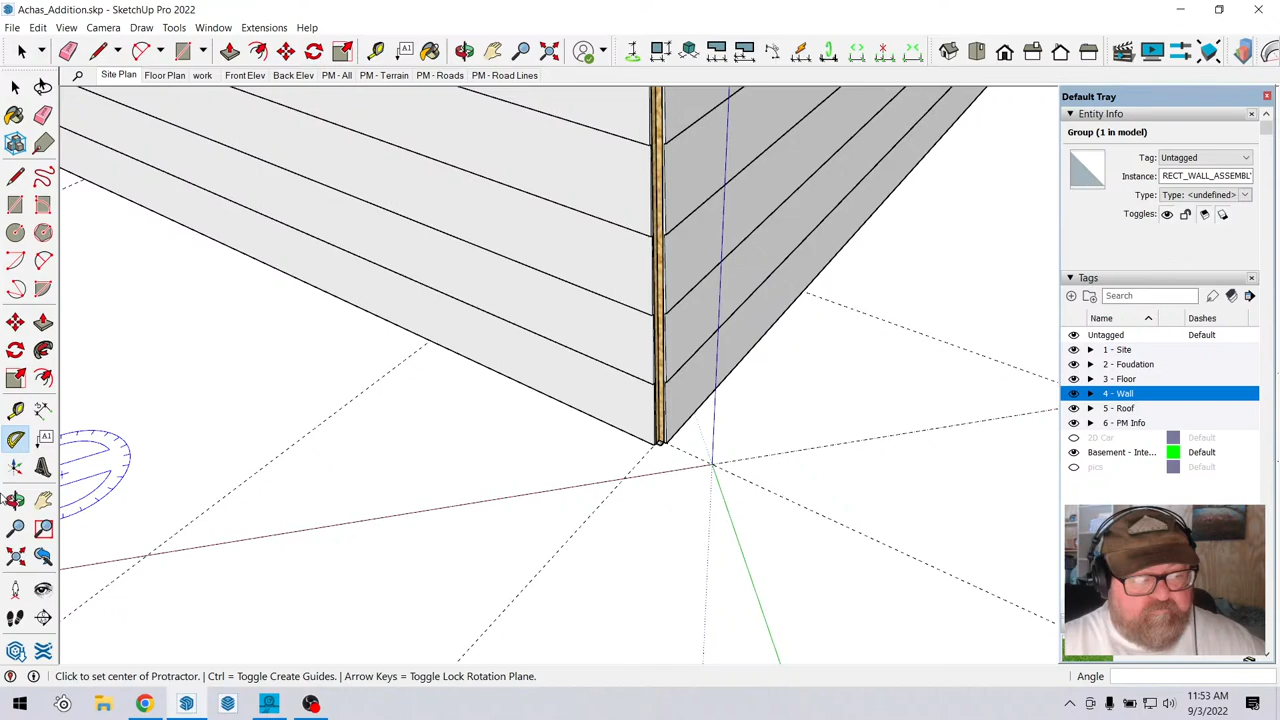 Achas_Addition.skp - SketchUp Pro 2022
File Edit View Camera Draw Tools Window Extensions Help
A1
Site Plan Floor Plan work Front Elev Back Elev PM - All PM - Terrain PM - Roads PM - Road Lines
Default Tray
Entity Info
Group (1 in model)
Tag: Untagged
Instance: RECT_WALL_ASSEMBL
Type: Type: <undefined>
Toggles:
Tags
Search
Name Dashes
Untagged Default
1 - Site
2 - Foudation
3 - Floor
4 - Wall
5 - Roof
6 - PM Info
2D Car Default
Basement - Inte... Default
pics Default
A1
Click to set center of Protractor. | Ctrl = Toggle Create Guides. | Arrow Keys = Toggle Lock Rotation Plane.
Angle
11:53 AM
9/3/2022